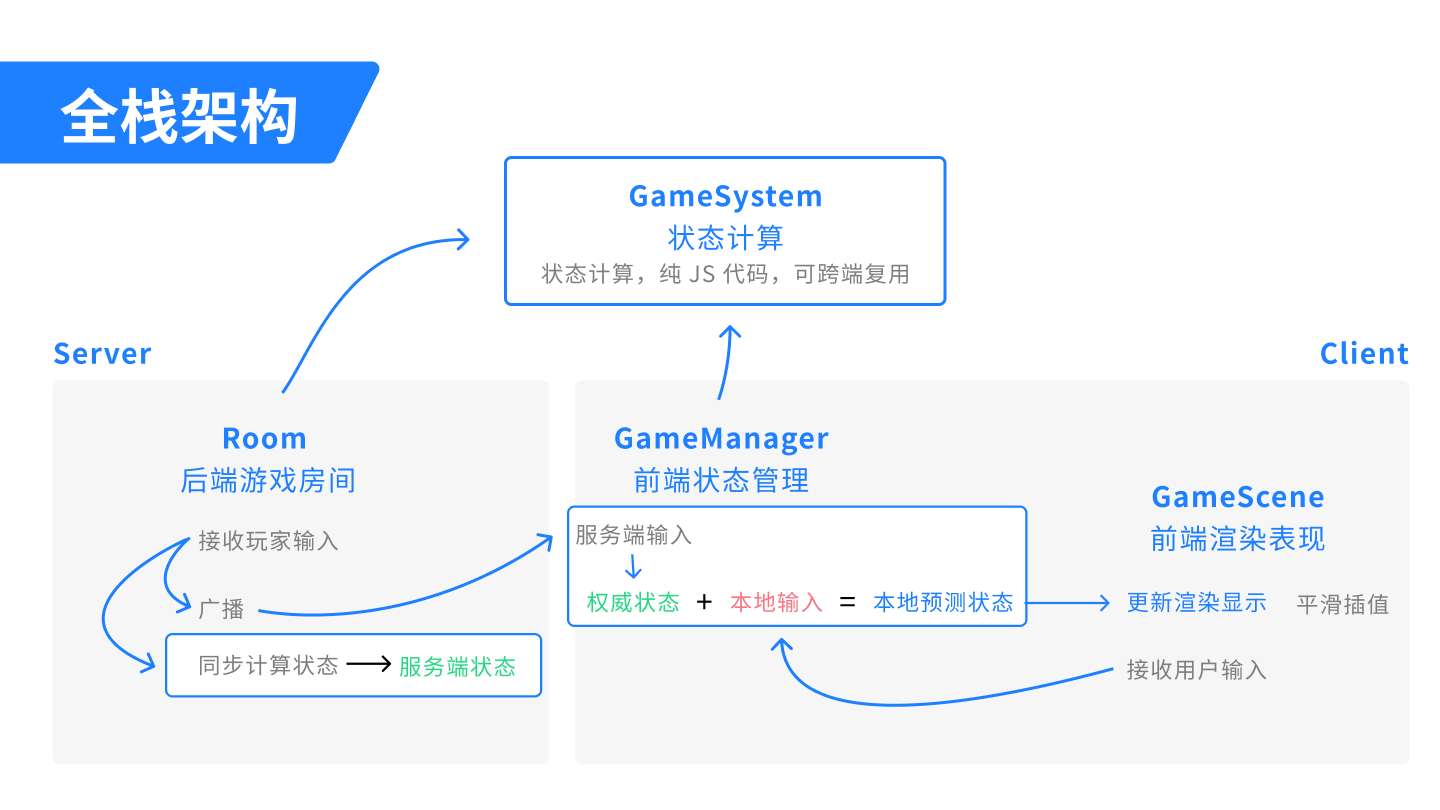 全栈架构
GameSystem
状态计算
状态计算，纯 JS 代码，可跨端复用
Server
Client
Room
后端游戏房间
接收玩家输入
广播
同步计算状态
服务端状态
GameManager
前端状态管理
服务端输入
权威状态 + 本地输入 = 本地预测状态
GameScene
前端渲染表现
更新渲染显示
平滑插值
接收用户输入